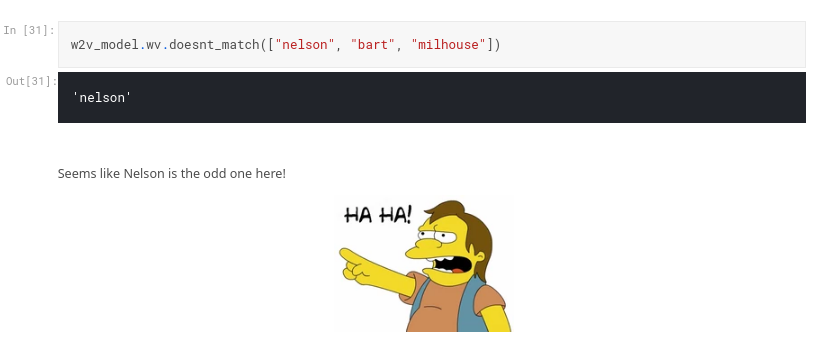 In [31]:
w2v_model.wv.doesnt_match(["nelson", "bart", "milhouse"])
Out[31]:
'nelson'
Seems like Nelson is the odd one here!
HA HA!